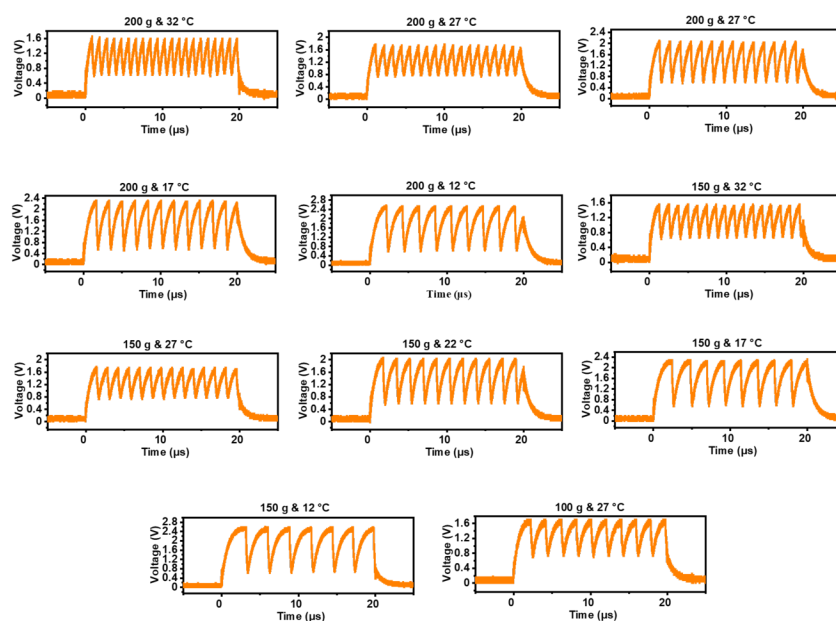 200 g & 32 °C
Voltage (V)
1.6
1.2
0.8
0.4
0
0 10 20
Time (µs)
200 g & 27 °C
Voltage (V)
2
1.6
1.2
0.8
0.4
0
0 10 20
Time (µs)
200 g & 27 °C
Voltage (V)
2.4
1.6
0.8
0
0 10 20
Time (µs)
200 g & 17 °C
Voltage (V)
2.4
2
1.6
1.2
0.8
0.4
0
0 10 20
Time (µs)
200 g & 12 °C
Voltage (V)
2.8
2.4
2
1.6
1.2
0.8
0.4
0
0 10 20
Time (µs)
150 g & 32 °C
Voltage (V)
1.6
1.2
0.8
0.4
0
0 10 20
Time (µs)
150 g & 27 °C
Voltage (V)
2
1.6
1.2
0.8
0.4
0
0 10 20
Time (µs)
150 g & 22 °C
Voltage (V)
2
1.6
1.2
0.8
0.4
0
0 10 20
Time (µs)
150 g & 17 °C
Voltage (V)
2.4
2
1.6
1.2
0.8
0.4
0
0 10 20
Time (µs)
150 g & 12 °C
Voltage (V)
2.8
2.4
2
1.6
1.2
0.8
0.4
0
0 10 20
Time (µs)
100 g & 27 °C
Voltage (V)
1.6
1.2
0.8
0.4
0
0 10 20
Time (µs)